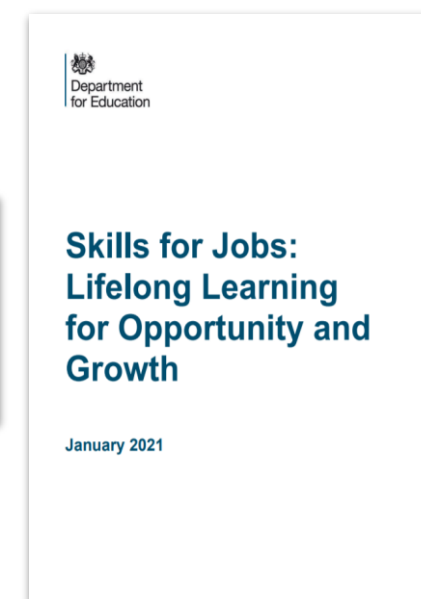 Department
for Education
Skills for Jobs:
Lifelong Learning
for Opportunity and
Growth
January 2021